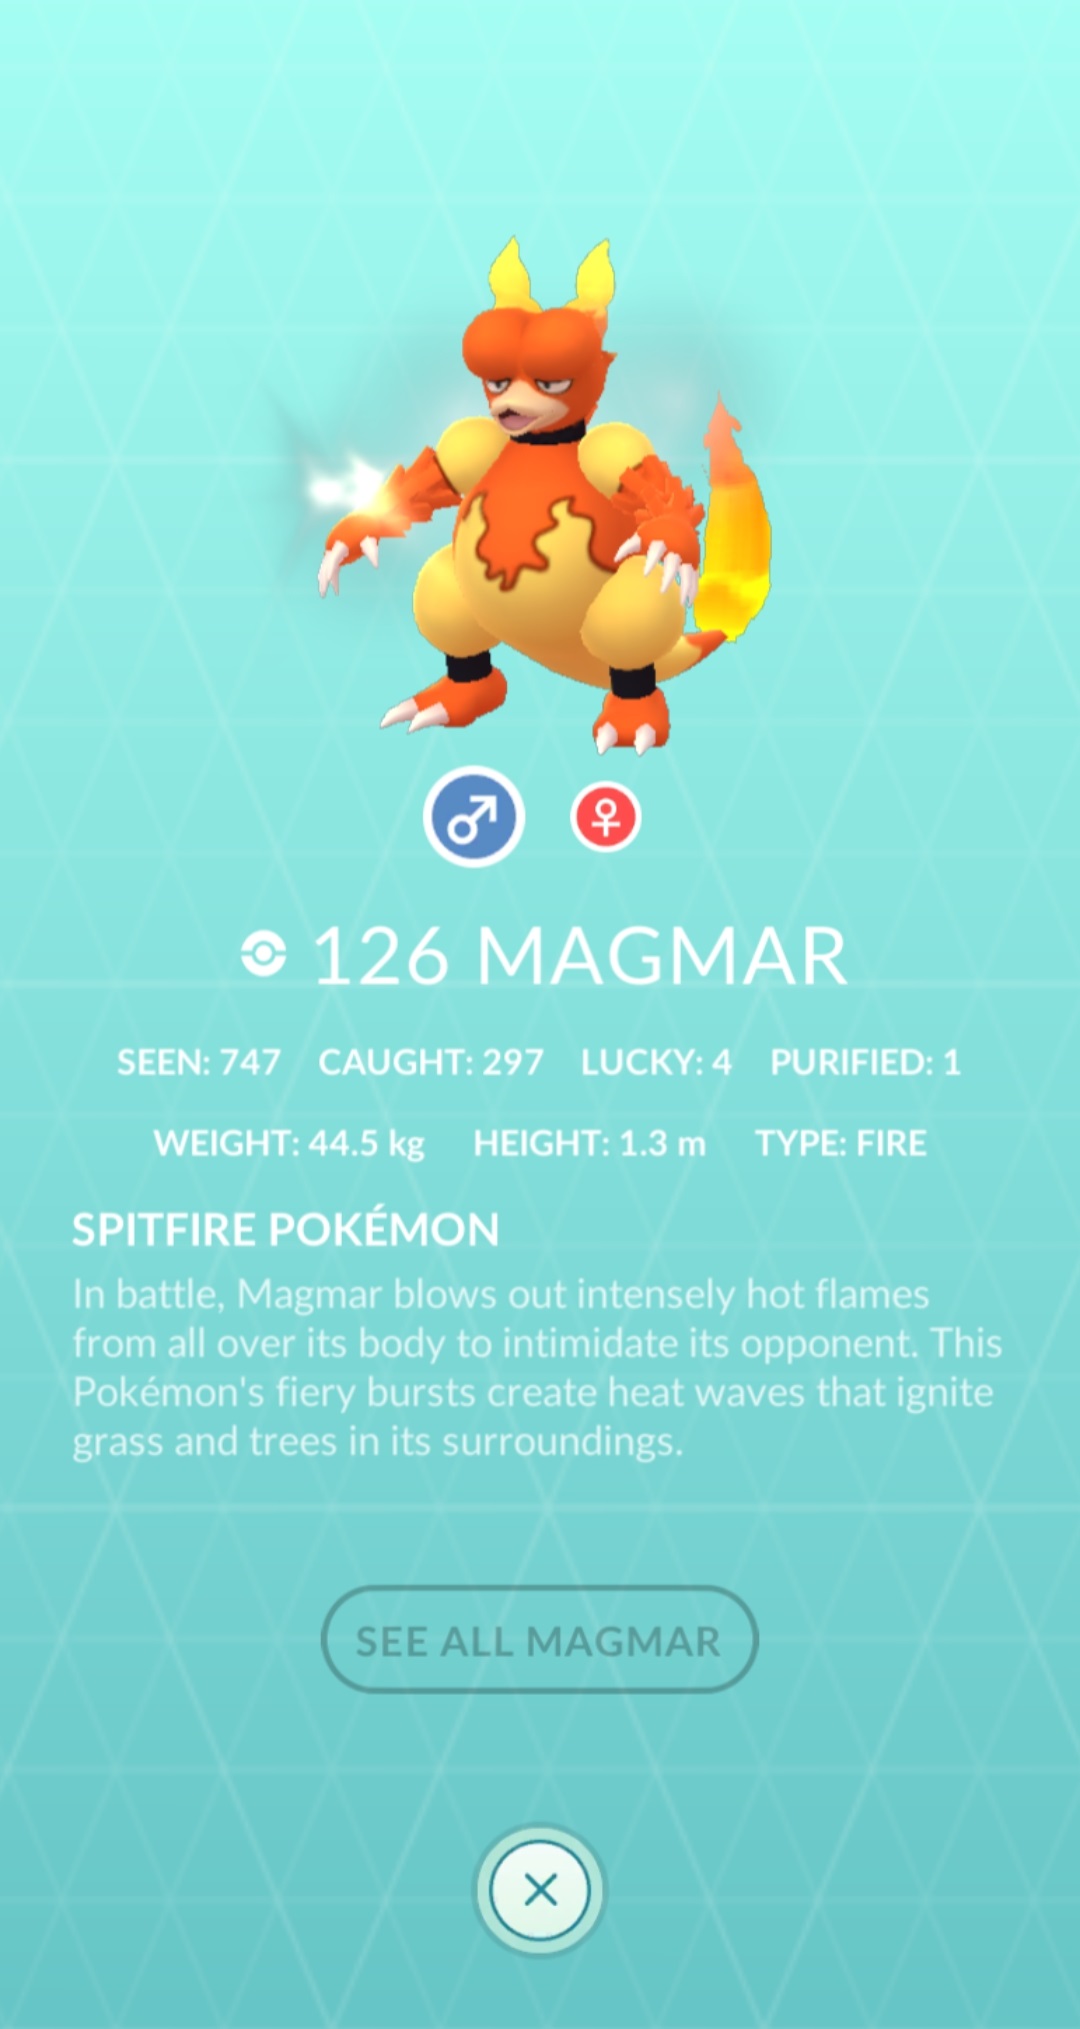 126 MAGMAR
SEEN: 747 CAUGHT: 297 LUCKY: 4 PURIFIED: 1
WEIGHT: 44.5 kg HEIGHT: 1.3 m TYPE: FIRE
SPITFIRE POKÉMON
In battle, Magmar blows out intensely hot flames
from all over its body to intimidate its opponent. This
Pokémon's fiery bursts create heat waves that ignite
grass and trees in its surroundings.
SEE ALL MAGMAR